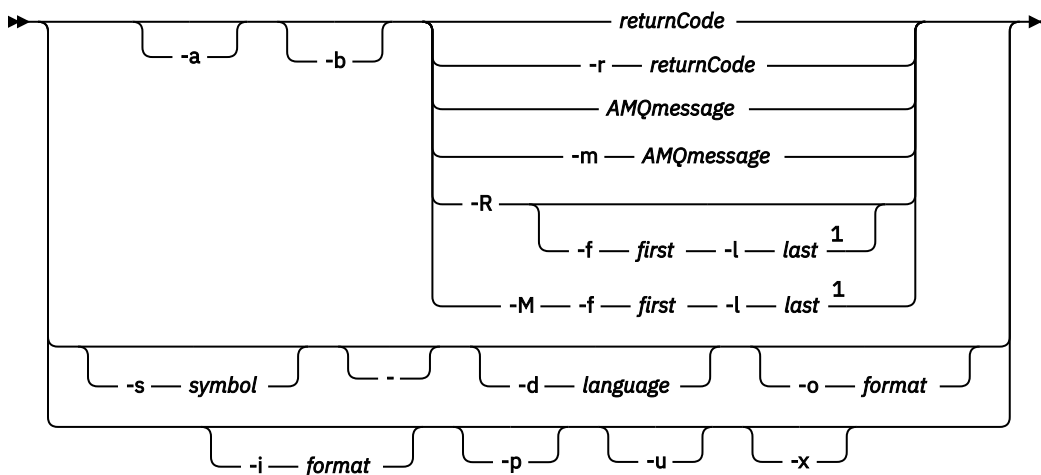 returnCode
-a -b
-r returnCode
AMQmessage
-m AMQmessage
-R
-f first -l last 1
-M -f first -l last 1
-s symbol - -d language -o format
-i format -p -u -x